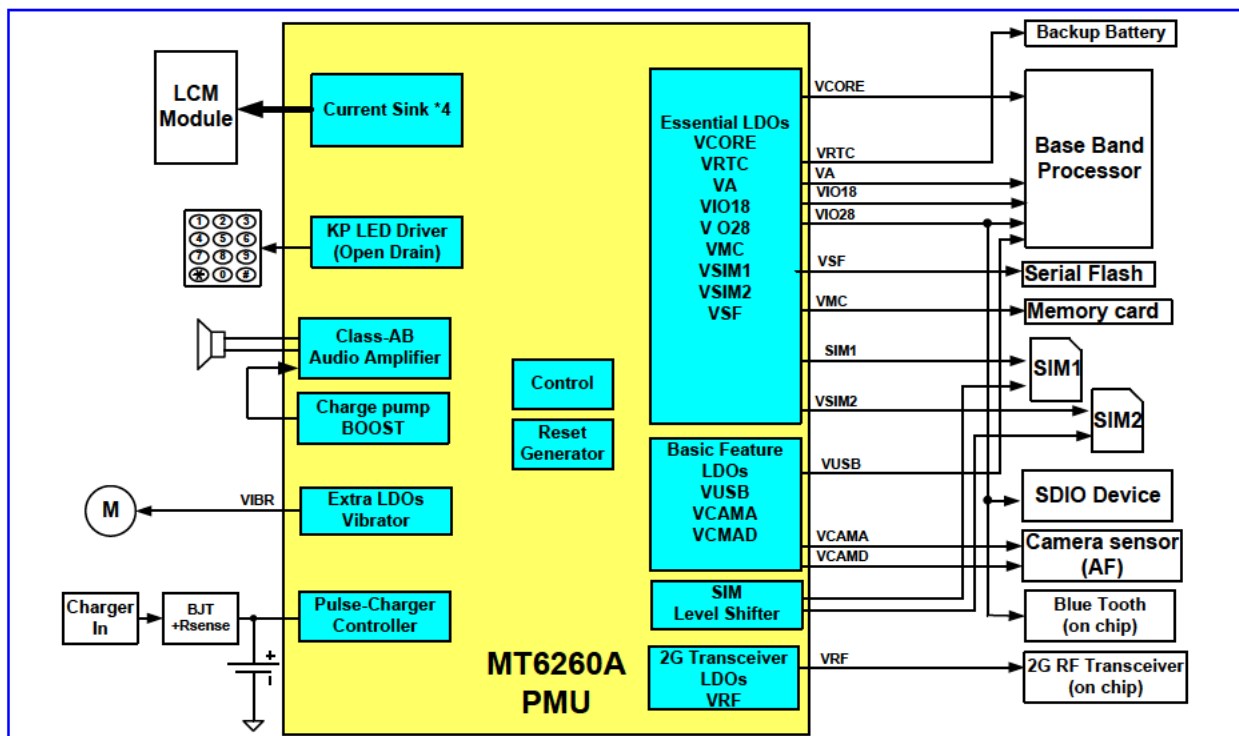 LCM
Module
Current Sink *4
1 2 3
4 5 6
7 8 9
* 0 #
KP LED Driver
(Open Drain)
Class-AB
Audio Amplifier
Charge pump
BOOST
VIBR
M
Extra LDOs
Vibrator
Charger
In
BJT
+Rsense
+
Pulse-Charger
Controller
Control
Reset
Generator
MT6260A
PMU
Essential LDOs
VCORE
VRTC
VA
VIO18
V O28
VMC
VSIM1
VSIM2
VSF
Basic Feature
LDOs
VUSB
VCAMA
VCMAD
SIM
Level Shifter
2G Transceiver
LDOs
VRF
VCORE
VRTC
VA
VIO18
VIO28
VSF
VMC
SIM1
VSIM2
VUSB
VCAMA
VCAMD
VRF
Backup Battery
Base Band
Processor
Serial Flash
Memory card
SIM1
SIM2
SDIO Device
Camera sensor
(AF)
Blue Tooth
(on chip)
2G RF Transceiver
(on chip)